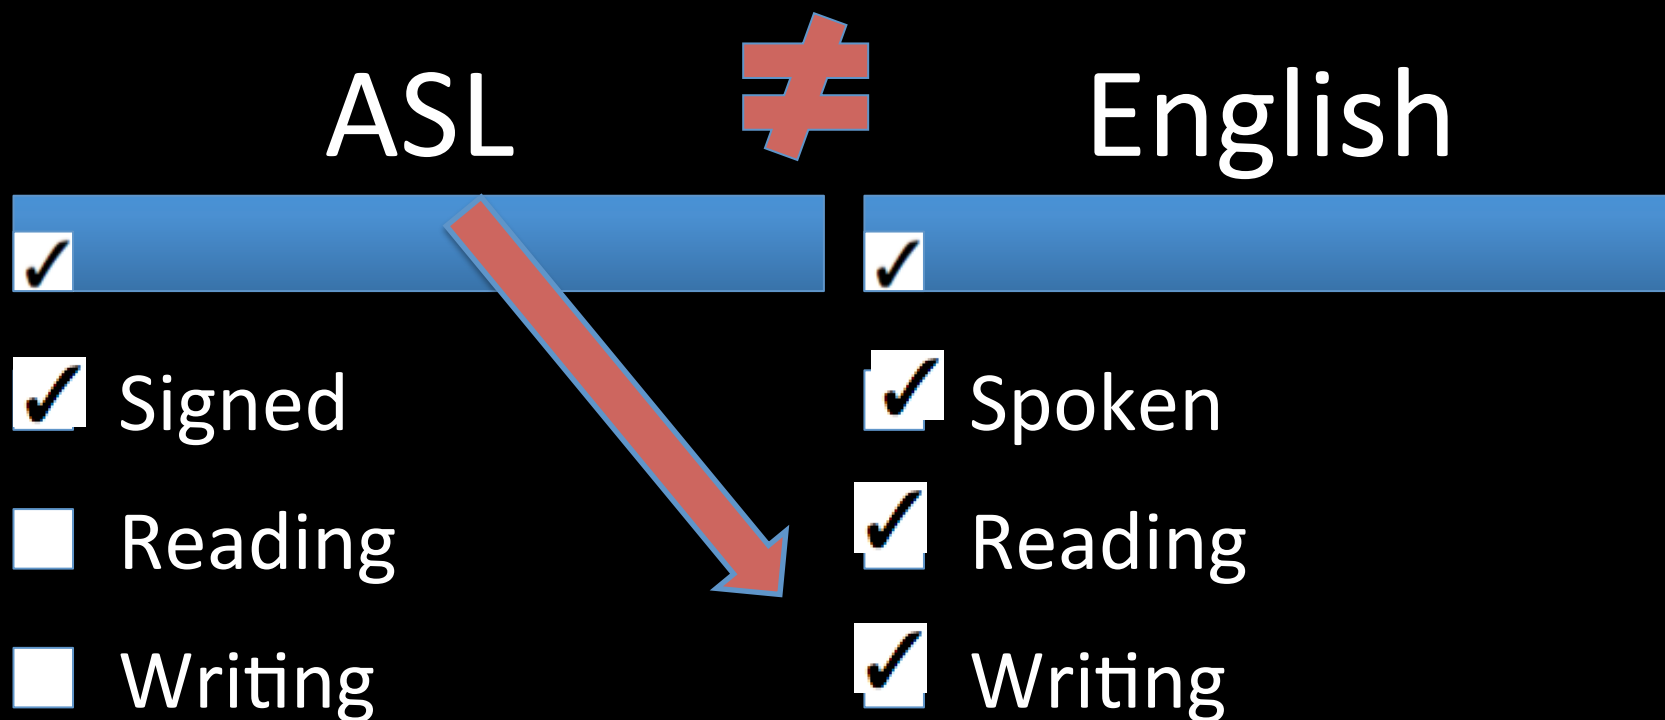 ASL ≠ English
✓ ✓
✓ Signed
Reading
Writing
✓ Spoken
✓ Reading
✓ Writing